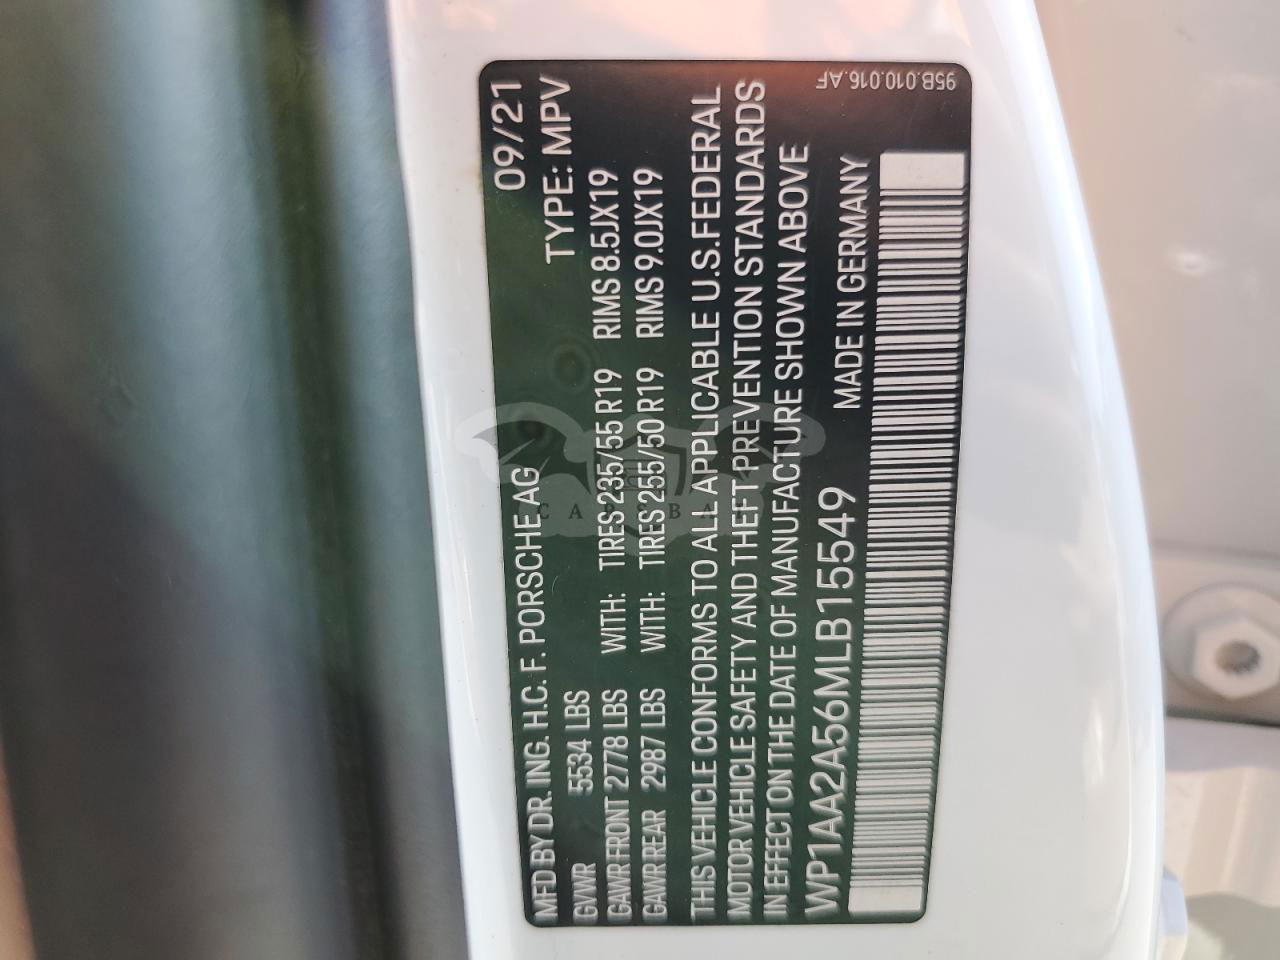 MFD BY DR. ING. H.C. F. PORSCHE AG 09/21
GVWR 5534 LBS TYPE: MPV
GAWR FRONT 2778 LBS WITH: TIRES 235/55 R19 RIMS 8.5JX19
GAWR REAR 2987 LBS WITH: TIRES 255/50 R19 RIMS 9.0JX19
THIS VEHICLE CONFORMS TO ALL APPLICABLE U.S. FEDERAL
MOTOR VEHICLE SAFETY AND THEFT PREVENTION STANDARDS
IN EFFECT ON THE DATE OF MANUFACTURE SHOWN ABOVE
WP1AA2A56MLB15549 MADE IN GERMANY
95B.010.016.AF